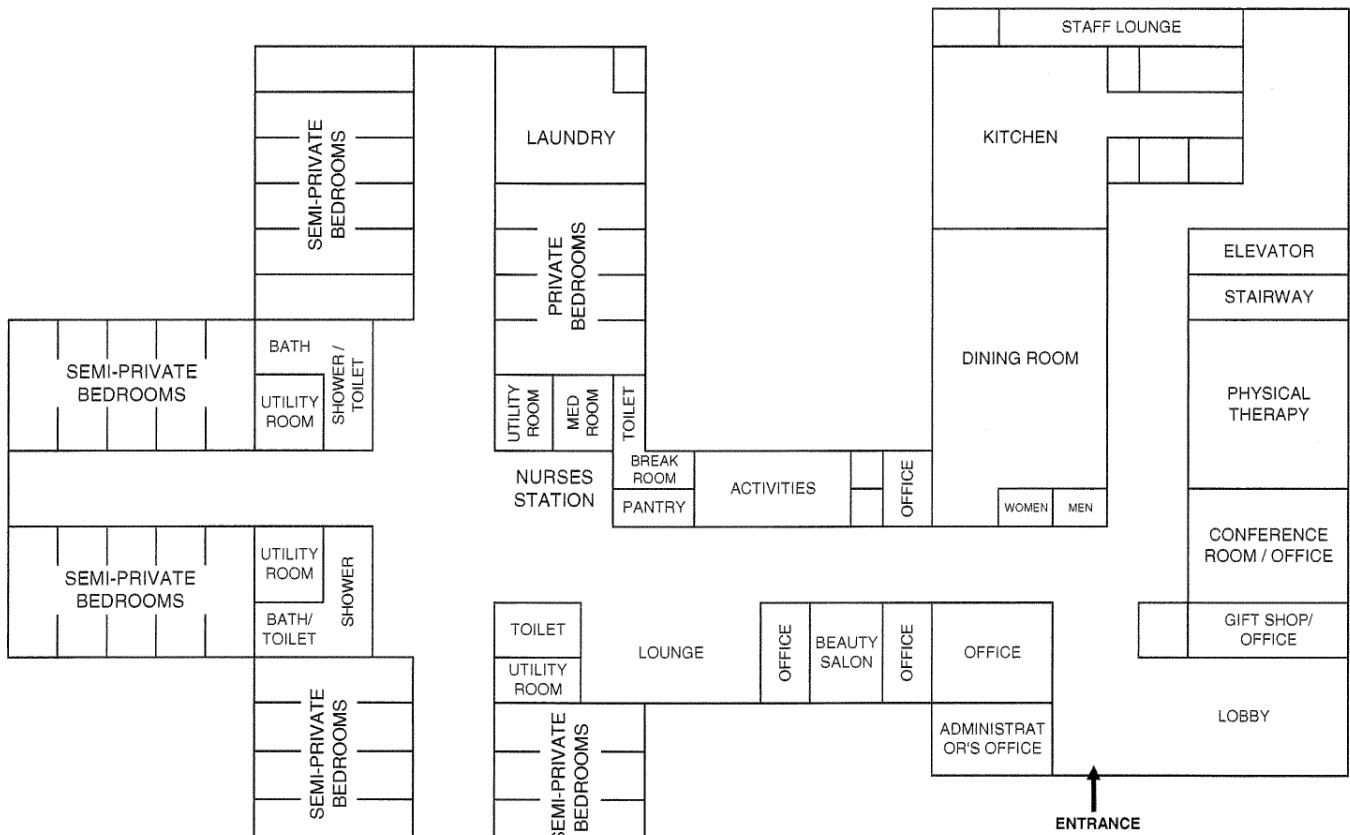 STAFF LOUNGE
KITCHEN
LAUNDRY
SEMI-PRIVATE
BEDROOMS
PRIVATE
BEDROOMS
ELEVATOR
STAIRWAY
DINING ROOM
PHYSICAL
THERAPY
SEMI-PRIVATE
BEDROOMS
BATH
SHOWER /
TOILET
UTILITY
ROOM
UTILITY
ROOM
MED
ROOM
TOILET
NURSES
STATION
BREAK
ROOM
PANTRY
ACTIVITIES
OFFICE
WOMEN
MEN
CONFERENCE
ROOM / OFFICE
SEMI-PRIVATE
BEDROOMS
UTILITY
ROOM
SHOWER
BATH/
TOILET
TOILET
UTILITY
ROOM
LOUNGE
OFFICE
BEAUTY
SALON
OFFICE
OFFICE
GIFT SHOP/
OFFICE
ADMINISTRAT
OR'S OFFICE
LOBBY
SEMI-PRIVATE
BEDROOMS
SEMI-PRIVATE
BEDROOMS
ENTRANCE